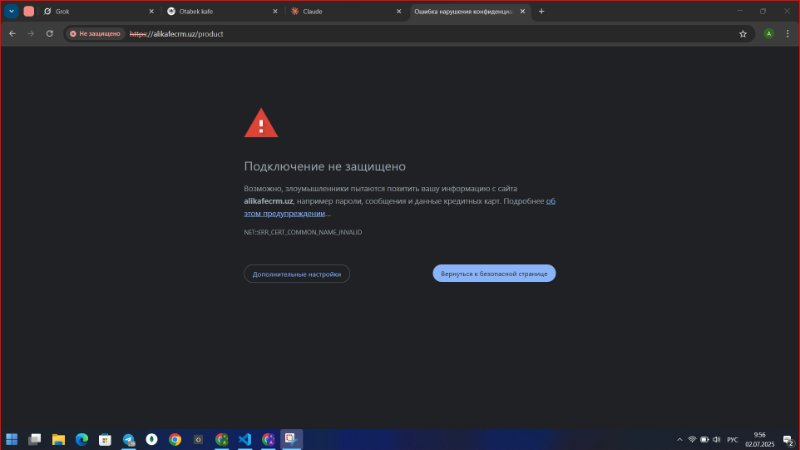 Grok
Otabek kafe
Claude
Ошибка нарушения конфиденци
Не защищено
https://alikafecrm.uz/product
A
Подключение не защищено
Возможно, злоумышленники пытаются похитить вашу информацию с сайта
alikafecrm.uz, например пароли, сообщения и данные кредитных карт. Подробнее об
этом предупреждении...
NET::ERR_CERT_COMMON_NAME_INVALID
Дополнительные настройки
Вернуться к безопасной странице
РУС
9:56
02.07.2025
2